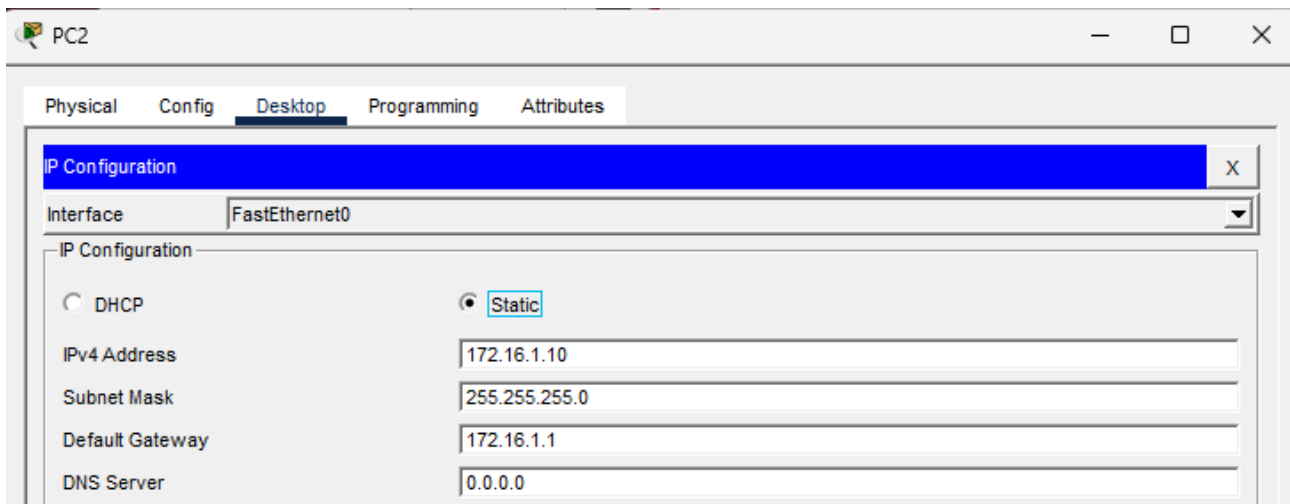 PC2
Physical Config Desktop Programming Attributes
IP Configuration X
Interface FastEthernet0
IP Configuration
DHCP Static
IPv4 Address 172.16.1.10
Subnet Mask 255.255.255.0
Default Gateway 172.16.1.1
DNS Server 0.0.0.0